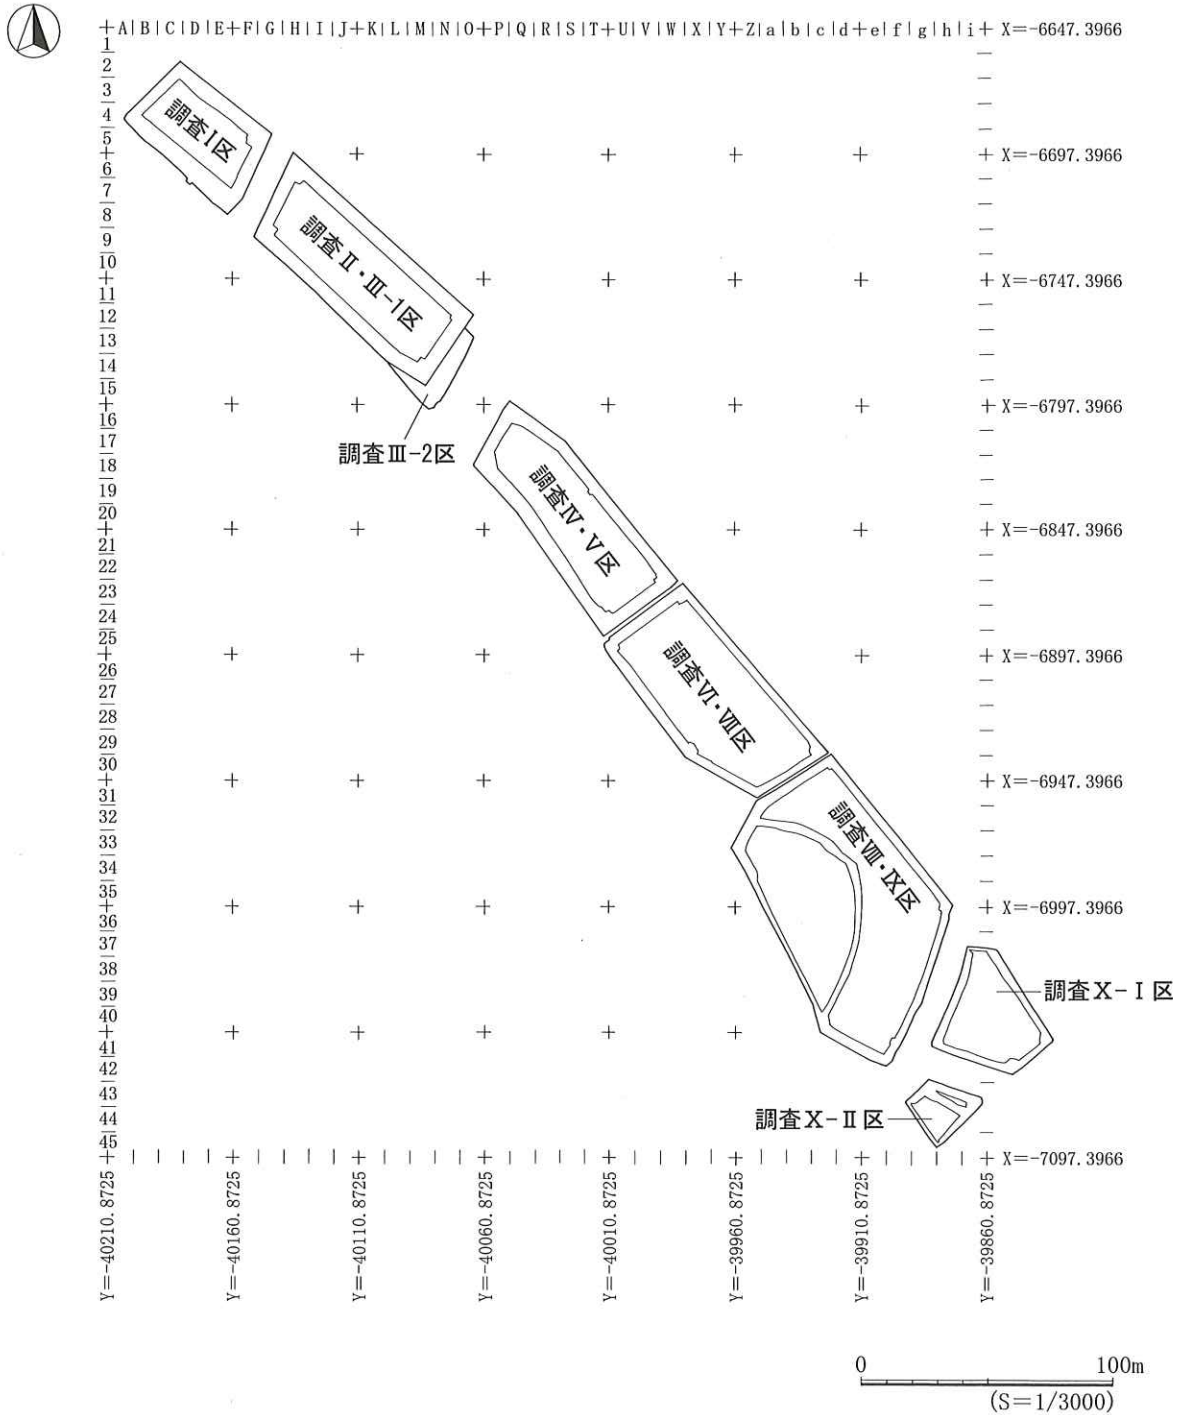 A B C D E F G H I J K L M N O P Q R S T U V W X Y Z a b c d e f g h i X=-6647.3966
1
2
3
4
5
X=-6697.3966
6
7
8
9
10
X=-6747.3966
11
12
13
14
15
X=-6797.3966
16
17
18
19
20
X=-6847.3966
21
22
23
24
25
X=-6897.3966
26
27
28
29
30
X=-6947.3966
31
32
33
34
35
X=-6997.3966
36
37
38
39
40
41
42
43
44
45
X=-7097.3966
調査Ⅰ区
調査Ⅱ・Ⅲ-1区
調査Ⅲ-2区
調査Ⅳ・Ⅴ区
調査Ⅵ・Ⅶ区
調査Ⅷ・Ⅸ区
調査Ⅹ-Ⅰ区
調査Ⅹ-Ⅱ区
Y=-40210.8725
Y=-40160.8725
Y=-40110.8725
Y=-40060.8725
Y=-40010.8725
Y=-39960.8725
Y=-39910.8725
Y=-39860.8725
0 100m
(S=1/3000)